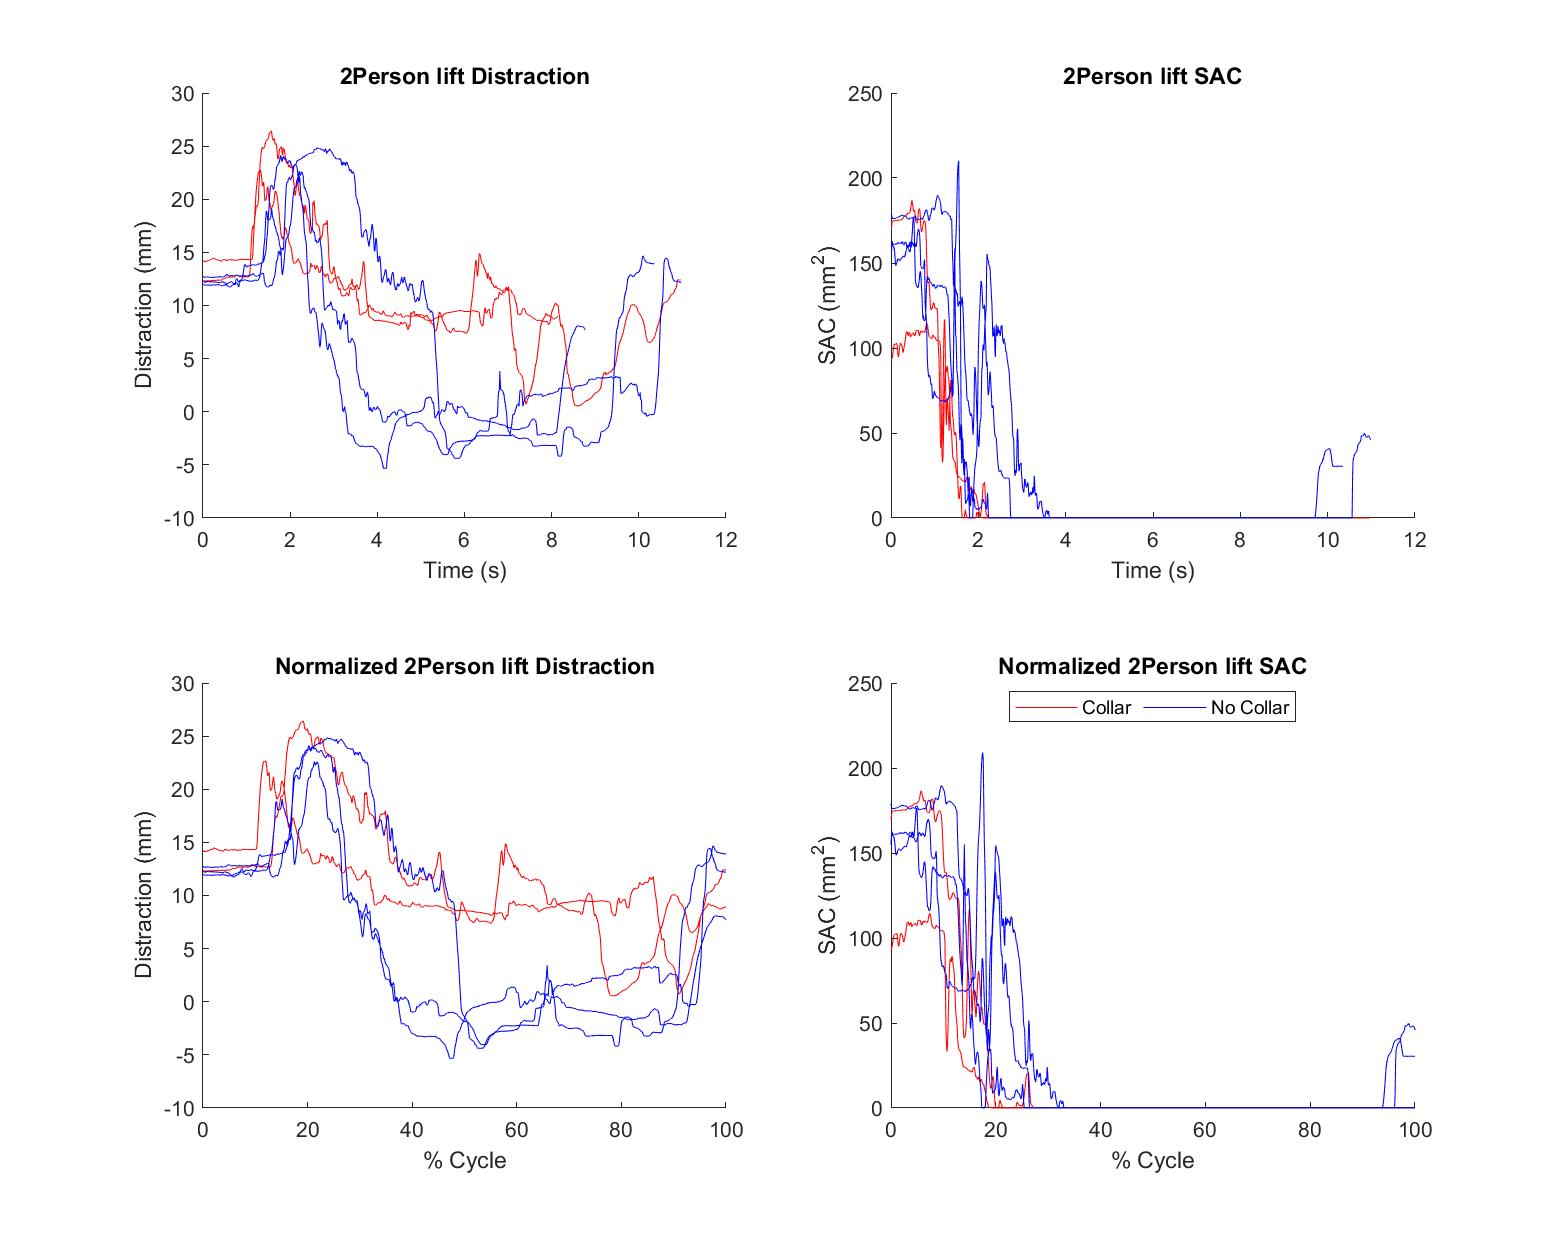 2Person lift Distraction
30
25
20
15
10
5
0
-5
-10
Distraction (mm)
0 2 4 6 8 10 12
Time (s)
2Person lift SAC
250
200
150
100
50
0
SAC (mm²)
0 2 4 6 8 10 12
Time (s)
Normalized 2Person lift Distraction
30
25
20
15
10
5
0
-5
-10
Distraction (mm)
0 20 40 60 80 100
% Cycle
Normalized 2Person lift SAC
Collar No Collar
250
200
150
100
50
0
SAC (mm²)
0 20 40 60 80 100
% Cycle